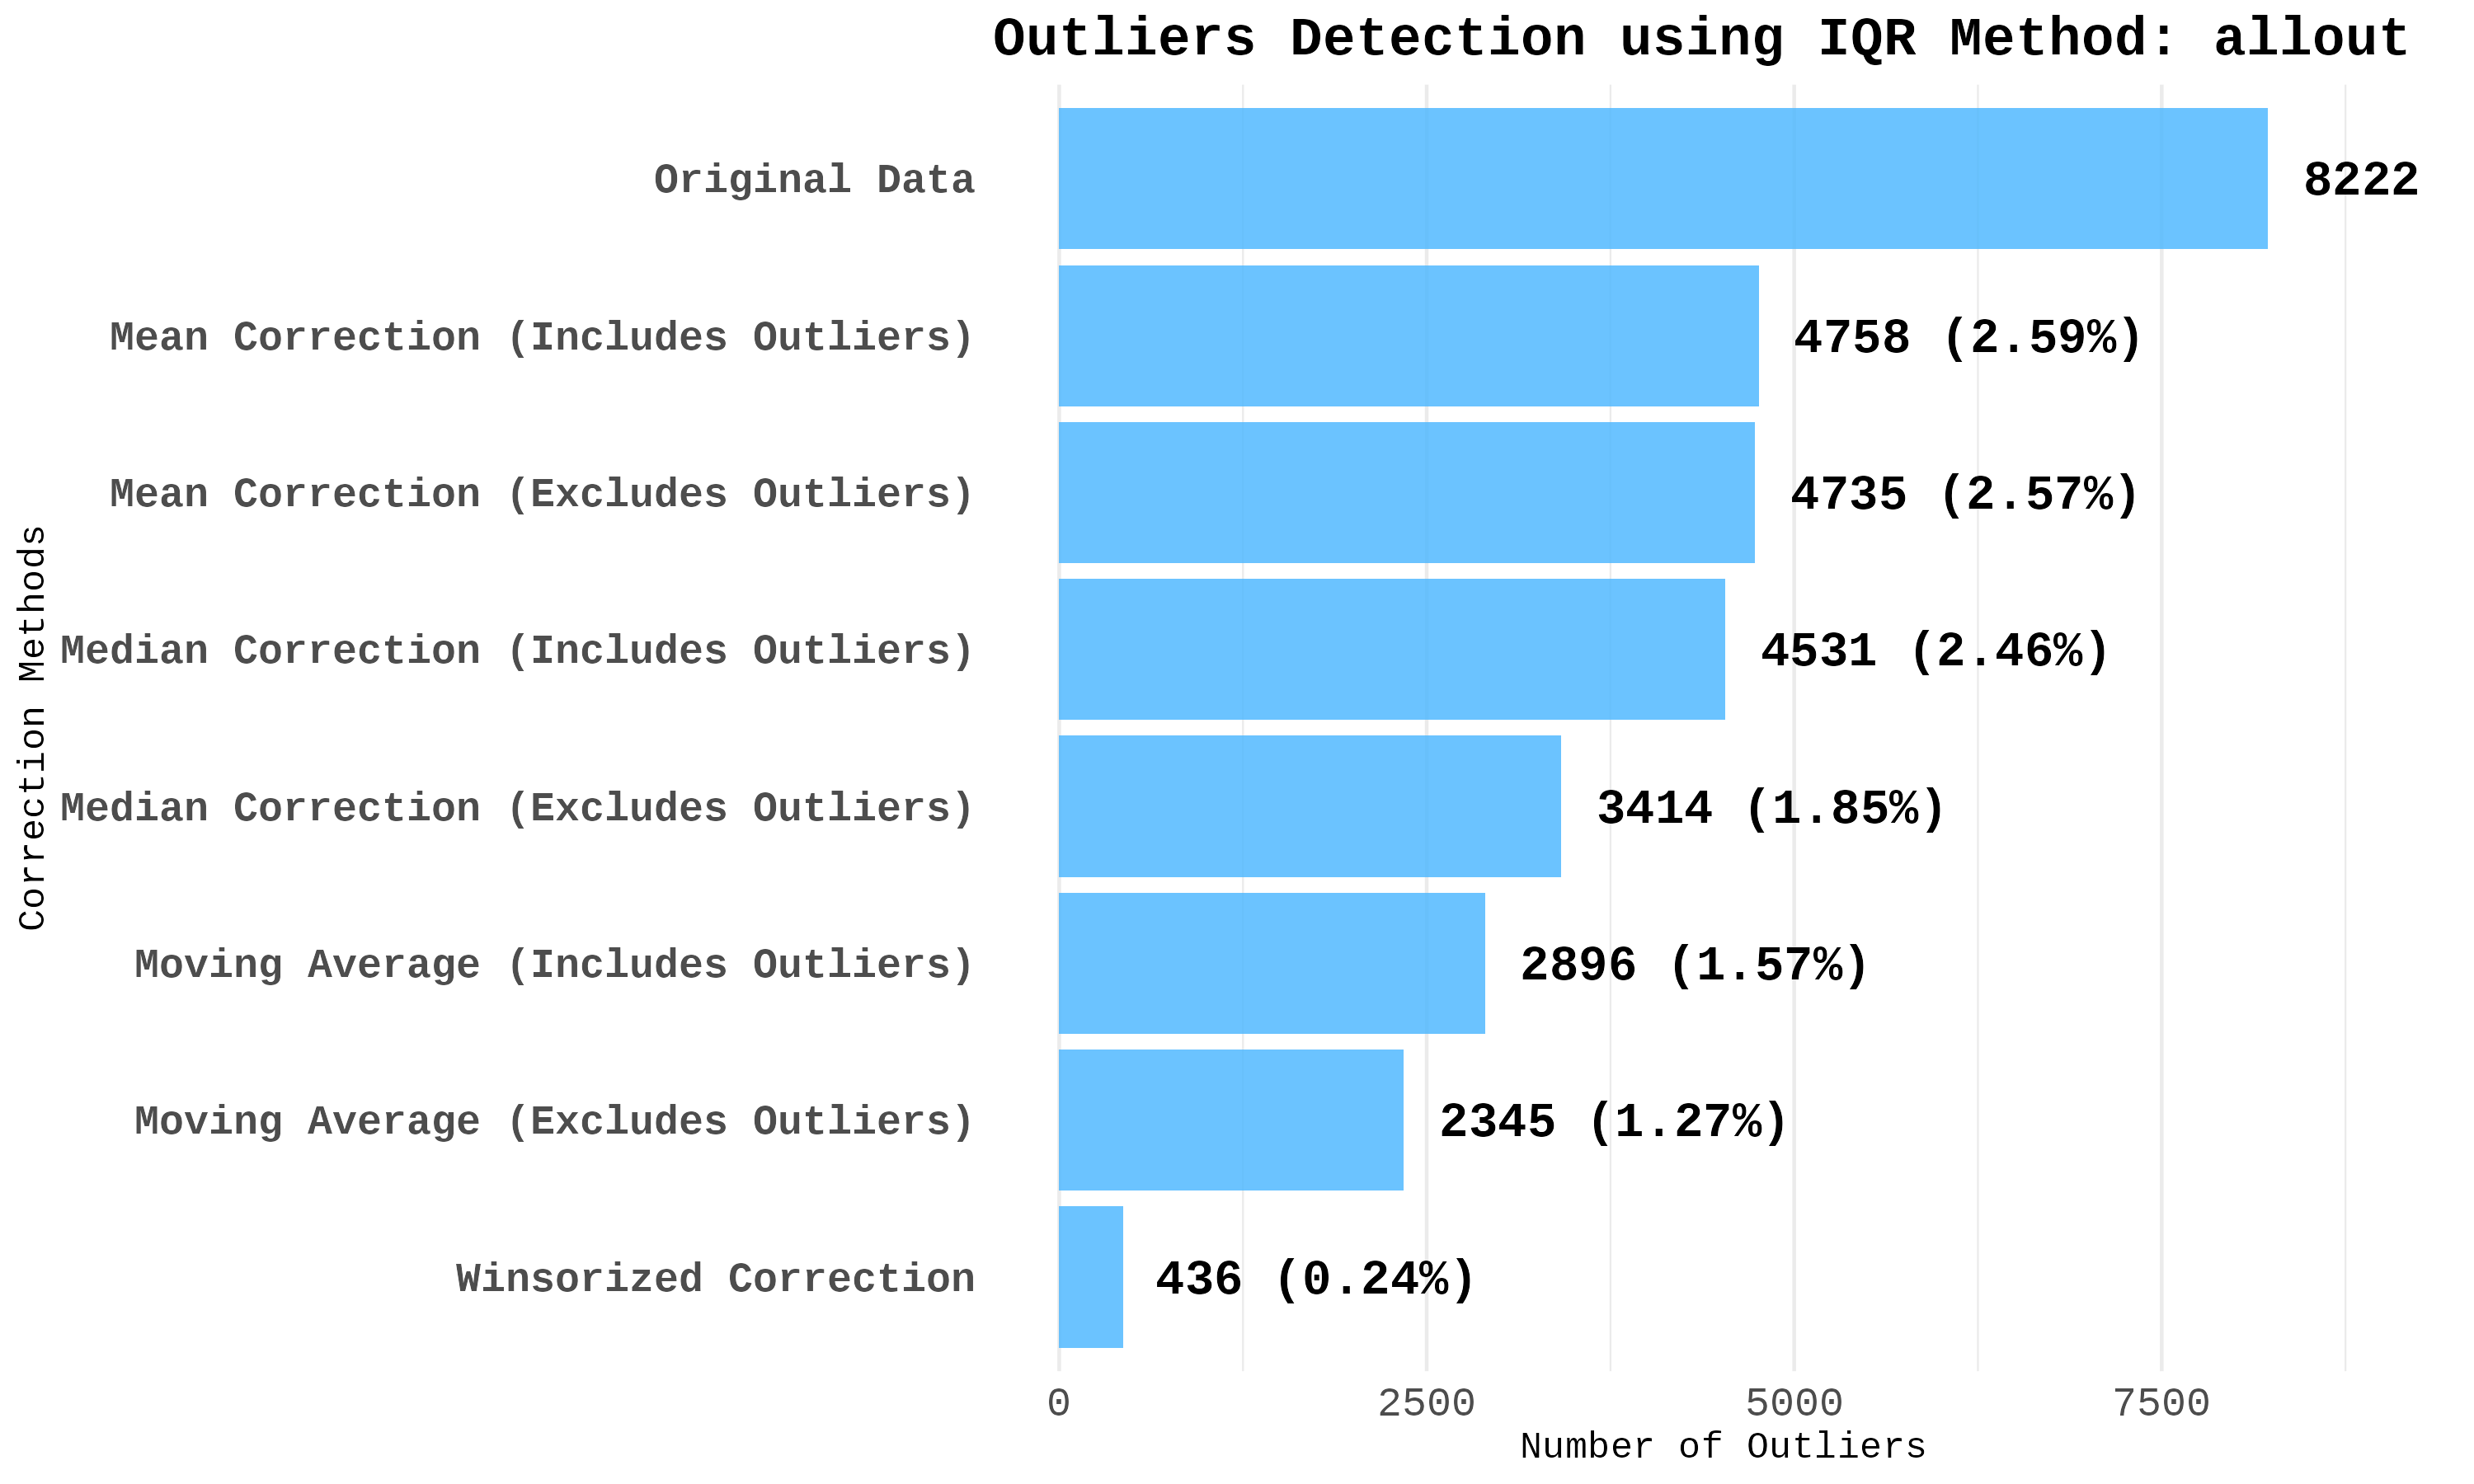 Outliers Detection using IQR Method: allout
Correction Methods
Original Data
8222
Mean Correction (Includes Outliers)
4758 (2.59%)
Mean Correction (Excludes Outliers)
4735 (2.57%)
Median Correction (Includes Outliers)
4531 (2.46%)
Median Correction (Excludes Outliers)
3414 (1.85%)
Moving Average (Includes Outliers)
2896 (1.57%)
Moving Average (Excludes Outliers)
2345 (1.27%)
Winsorized Correction
436 (0.24%)
0 2500 5000 7500
Number of Outliers